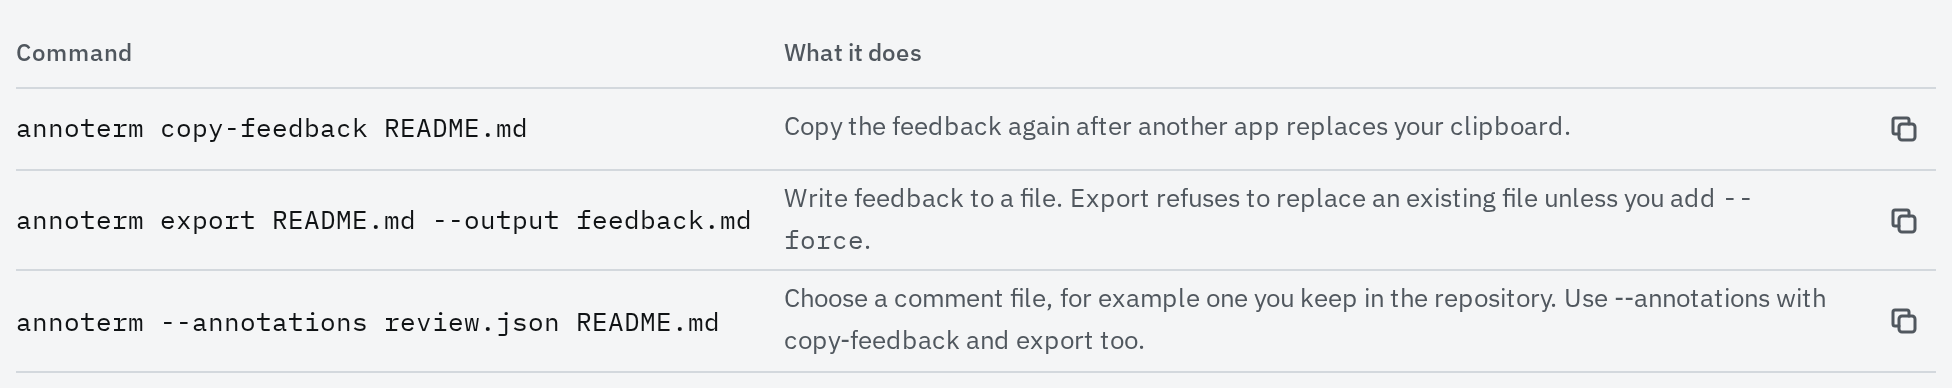 Command What it does
annoterm copy-feedback README.md Copy the feedback again after another app replaces your clipboard.
annoterm export README.md --output feedback.md Write feedback to a file. Export refuses to replace an existing file unless you add --
force.
annoterm --annotations review.json README.md Choose a comment file, for example one you keep in the repository. Use --annotations with
copy-feedback and export too.